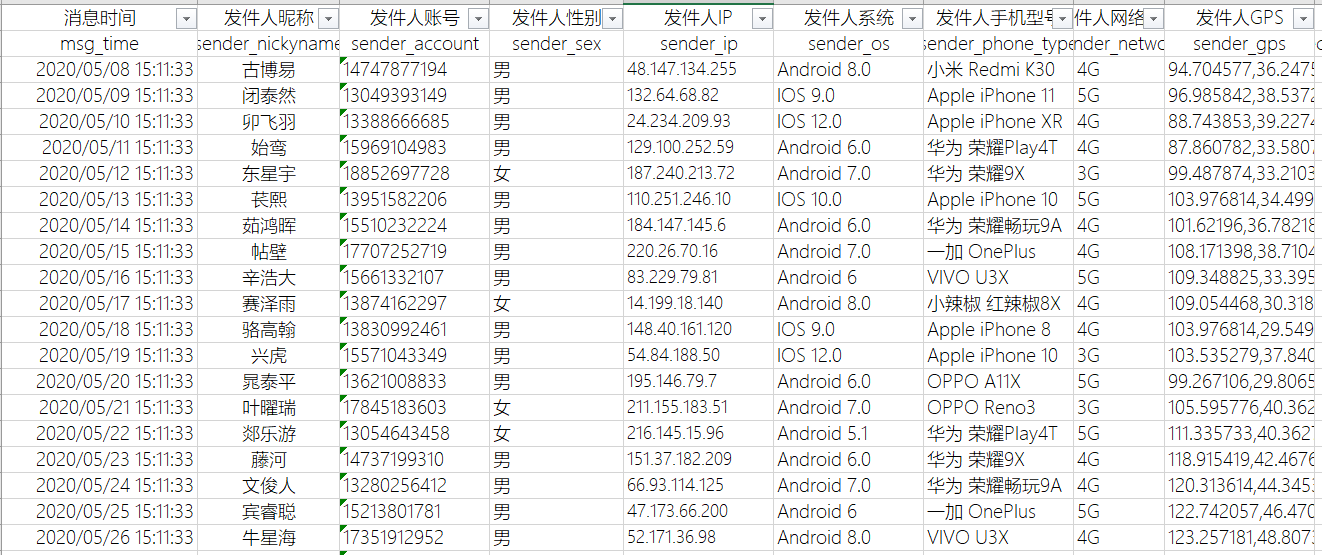 消息时间 发件人昵称 发件人账号 发件人性别 发件人IP 发件人系统 发件人手机型号 件人网络 发件人GPS
msg_time sender_nickyname sender_account sender_sex sender_ip sender_os sender_phone_type nder_netwo sender_gps
2020/05/08 15:11:33 古博易 14747877194 男 48.147.134.255 Android 8.0 小米 Redmi K30 4G 94.704577,36.2475
2020/05/09 15:11:33 闭泰然 13049393149 男 132.64.68.82 IOS 9.0 Apple iPhone 11 5G 96.985842,38.5372
2020/05/10 15:11:33 卯飞羽 13388666685 男 24.234.209.93 IOS 12.0 Apple iPhone XR 4G 88.743853,39.2274
2020/05/11 15:11:33 始鸾 15969104983 男 129.100.252.59 Android 6.0 华为 荣耀Play4T 4G 87.860782,33.5807
2020/05/12 15:11:33 东星宇 18852697728 女 187.240.213.72 Android 7.0 华为 荣耀9X 3G 99.487874,33.2103
2020/05/13 15:11:33 苌熙 13951582206 男 110.251.246.10 IOS 10.0 Apple iPhone 10 5G 103.976814,34.499
2020/05/14 15:11:33 茹鸿晖 15510232224 男 184.147.145.6 Android 6.0 华为 荣耀畅玩9A 4G 101.62196,36.78218
2020/05/15 15:11:33 帖壁 17707252719 男 220.26.70.16 Android 7.0 一加 OnePlus 4G 108.171398,38.7104
2020/05/16 15:11:33 辛浩大 15661332107 男 83.229.79.81 Android 6 VIVO U3X 5G 109.348825,33.395
2020/05/17 15:11:33 赛泽雨 13874162297 女 14.199.18.140 Android 8.0 小辣椒 红辣椒8X 4G 109.054468,30.318
2020/05/18 15:11:33 骆高翰 13830992461 男 148.40.161.120 IOS 9.0 Apple iPhone 8 4G 103.976814,29.549
2020/05/19 15:11:33 兴虎 15571043349 男 54.84.188.50 IOS 12.0 Apple iPhone 10 3G 103.535279,37.840
2020/05/20 15:11:33 晁泰平 13621008833 男 195.146.79.7 Android 6.0 OPPO A11X 5G 99.267106,29.8065
2020/05/21 15:11:33 叶曜瑞 17845183603 女 211.155.183.51 Android 7.0 OPPO Reno3 3G 105.595776,40.362
2020/05/22 15:11:33 郯乐游 13054643458 女 216.145.15.96 Android 5.1 华为 荣耀Play4T 5G 111.335733,40.3627
2020/05/23 15:11:33 藤河 14737199310 男 151.37.182.209 Android 6.0 华为 荣耀9X 4G 118.915419,42.4676
2020/05/24 15:11:33 文俊人 13280256412 男 66.93.114.125 Android 7.0 华为 荣耀畅玩9A 4G 120.313614,44.3453
2020/05/25 15:11:33 宾睿聪 15213801781 男 47.173.66.200 Android 6 一加 OnePlus 5G 122.742057,46.470
2020/05/26 15:11:33 牛星海 17351912952 男 52.171.36.98 Android 8.0 VIVO U3X 4G 123.257181,48.8073